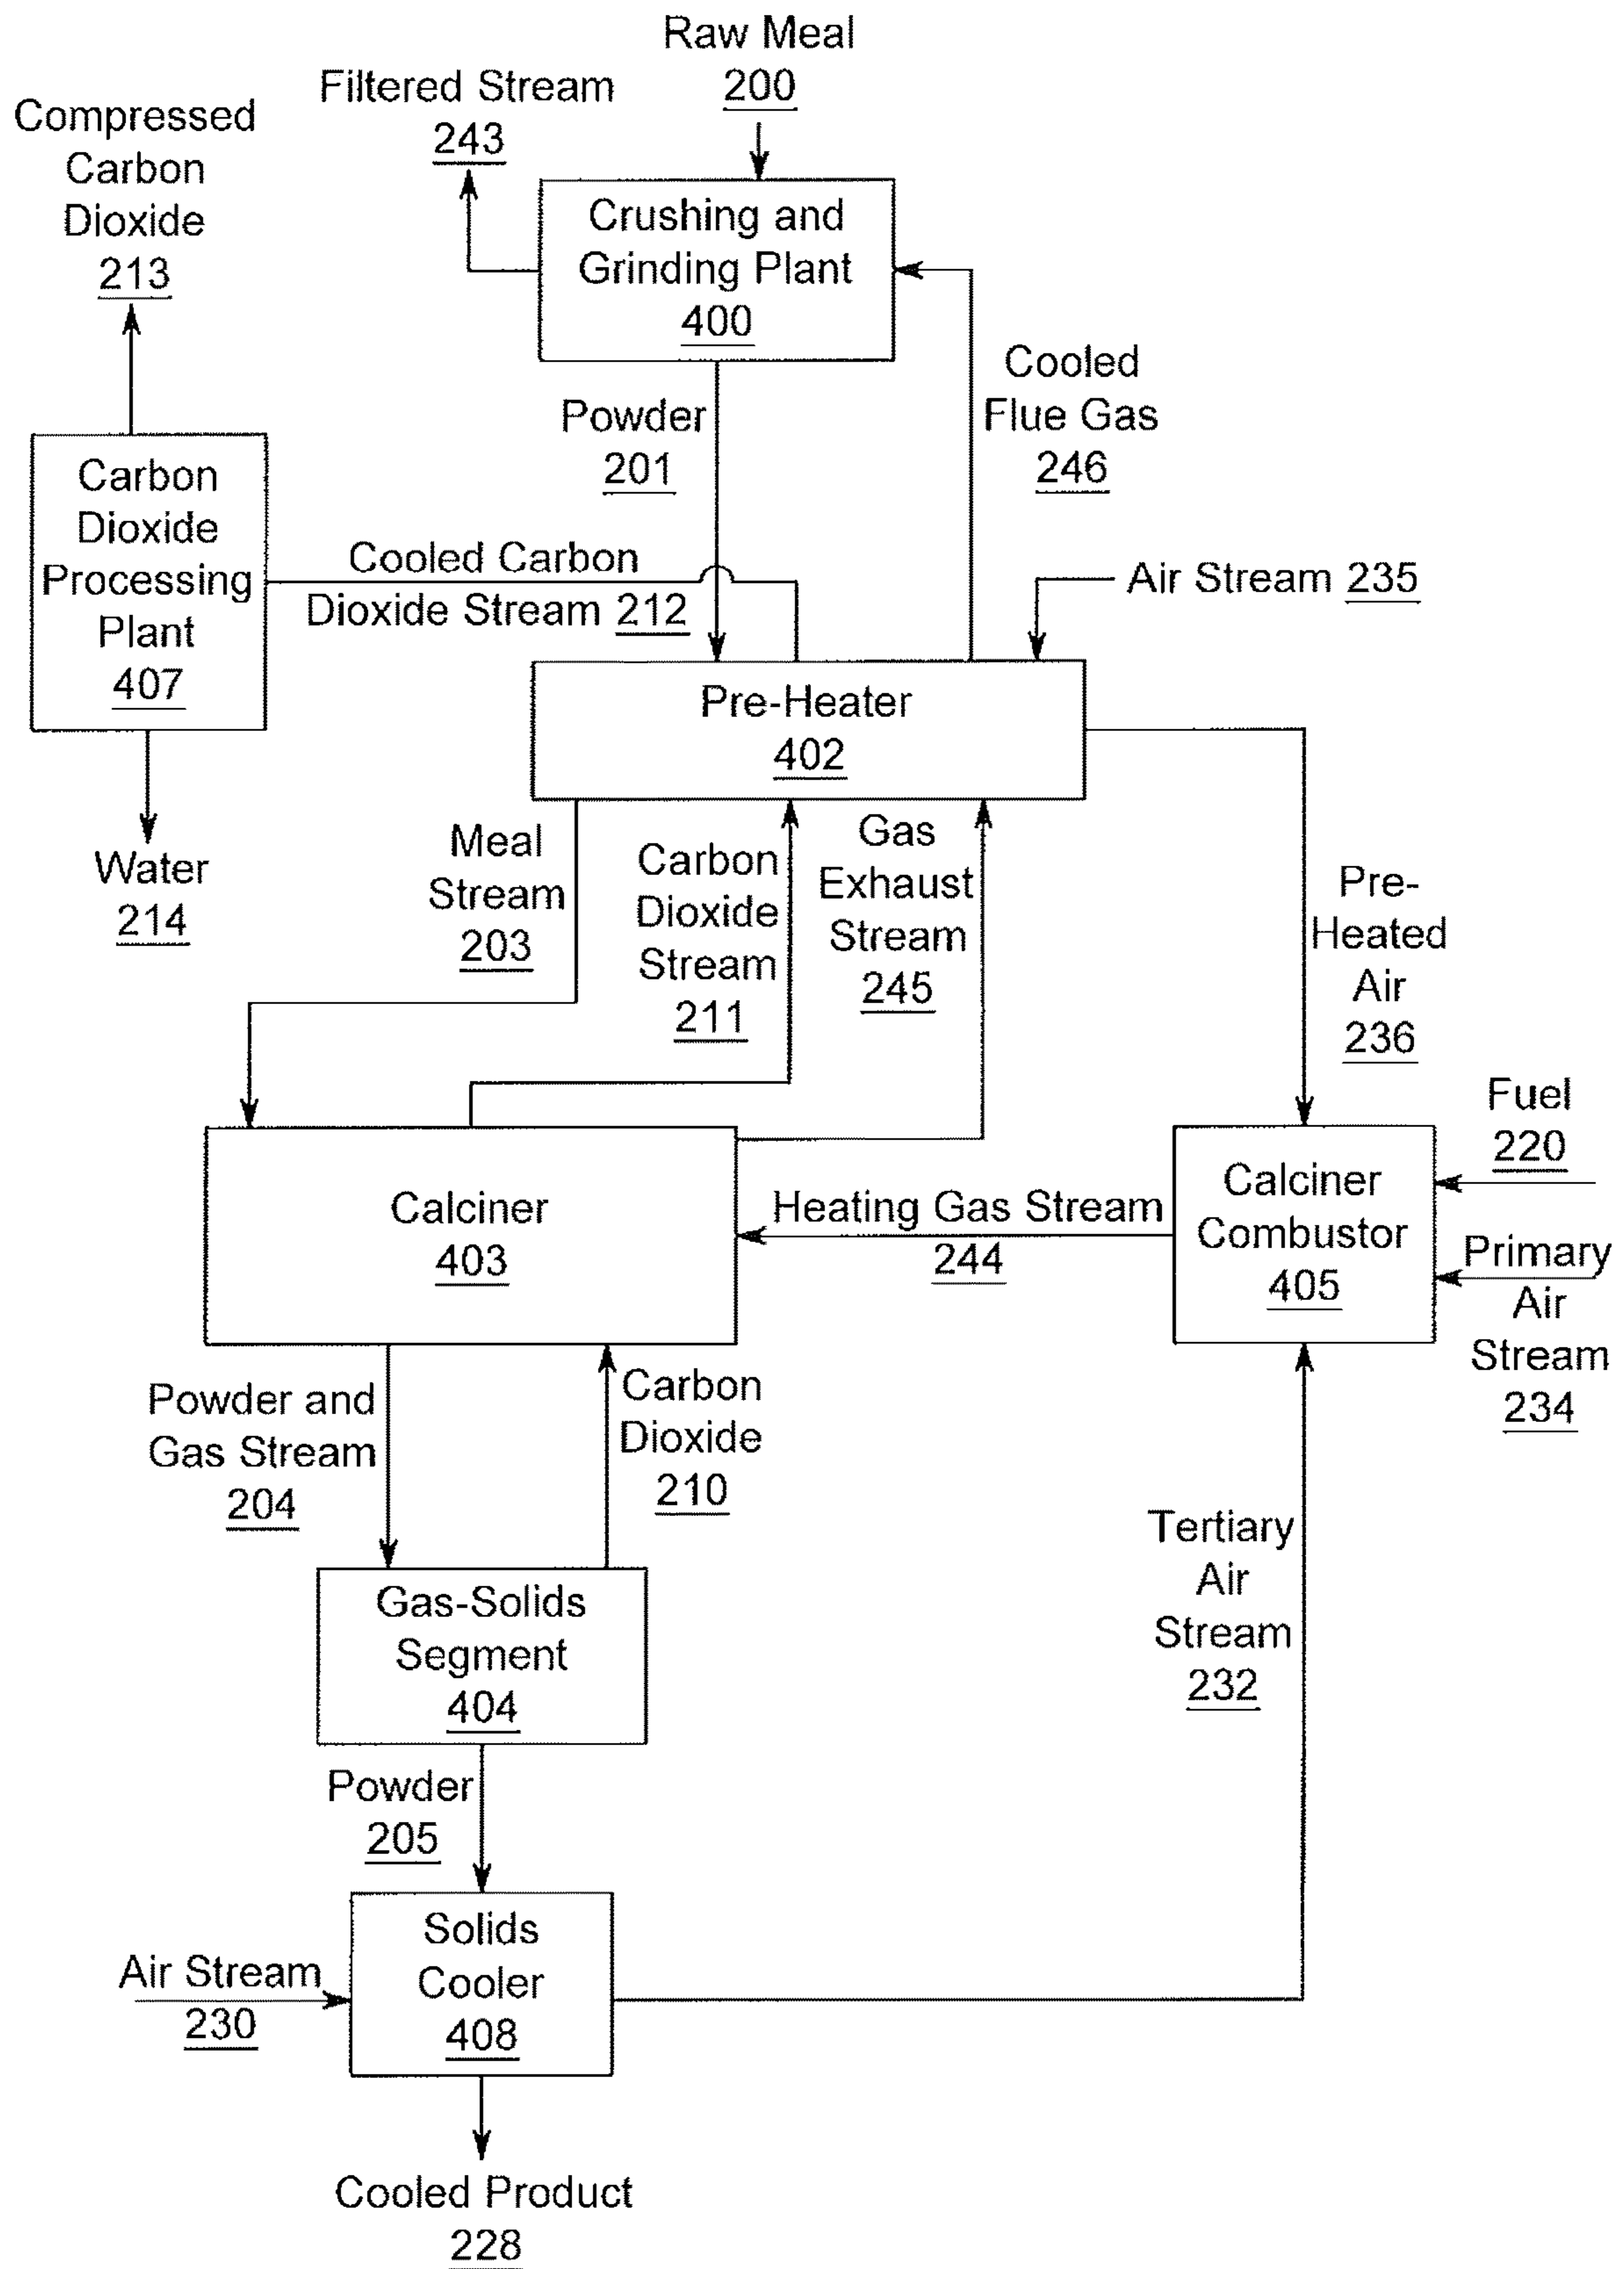 Raw Meal
200
Filtered Stream
243
Compressed
Carbon
Dioxide
213
Crushing and
Grinding Plant
400
Cooled
Flue Gas
246
Powder
201
Carbon
Dioxide
Processing
Plant
407
Cooled Carbon
Dioxide Stream 212
Air Stream 235
Pre-Heater
402
Water
214
Meal
Stream
203
Carbon
Dioxide
Stream
211
Gas
Exhaust
Stream
245
Pre-
Heated
Air
236
Fuel
220
Calciner
403
Heating Gas Stream
244
Calciner
Combustor
405
Primary
Air
Stream
234
Powder and
Gas Stream
204
Carbon
Dioxide
210
Tertiary
Air
Stream
232
Gas-Solids
Segment
404
Powder
205
Solids
Cooler
408
Air Stream
230
Cooled Product
228